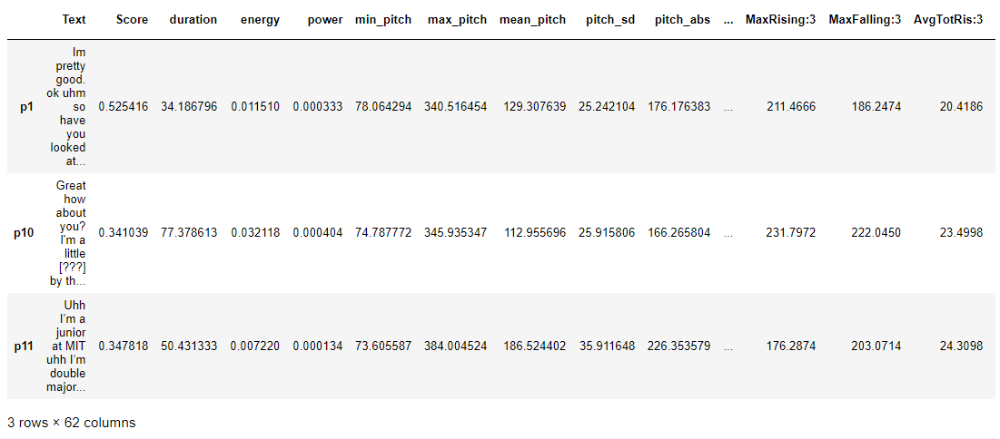 Text Score duration energy power min_pitch max_pitch mean_pitch pitch_sd pitch_abs ... MaxRising:3 MaxFalling:3 AvgTotRis:3
Im
pretty
good.
ok uhm
so
p1 have 0.525416 34.186796 0.011510 0.000333 78.064294 340.516454 129.307639 25.242104 176.176383 ... 211.4666 186.2474 20.4186
you
looked
at...
Great
how
about
you?
p10 I'm a 0.341039 77.378613 0.032118 0.000404 74.787772 345.935347 112.955696 25.915806 166.265804 ... 231.7972 222.0450 23.4998
little
[???]
by th...
Uhh
I’m a
junior
p11 at MIT 0.347818 50.431333 0.007220 0.000134 73.605587 384.004524 186.524402 35.911648 226.353579 ... 176.2874 203.0714 24.3098
uhh I’m
double
major...
3 rows × 62 columns